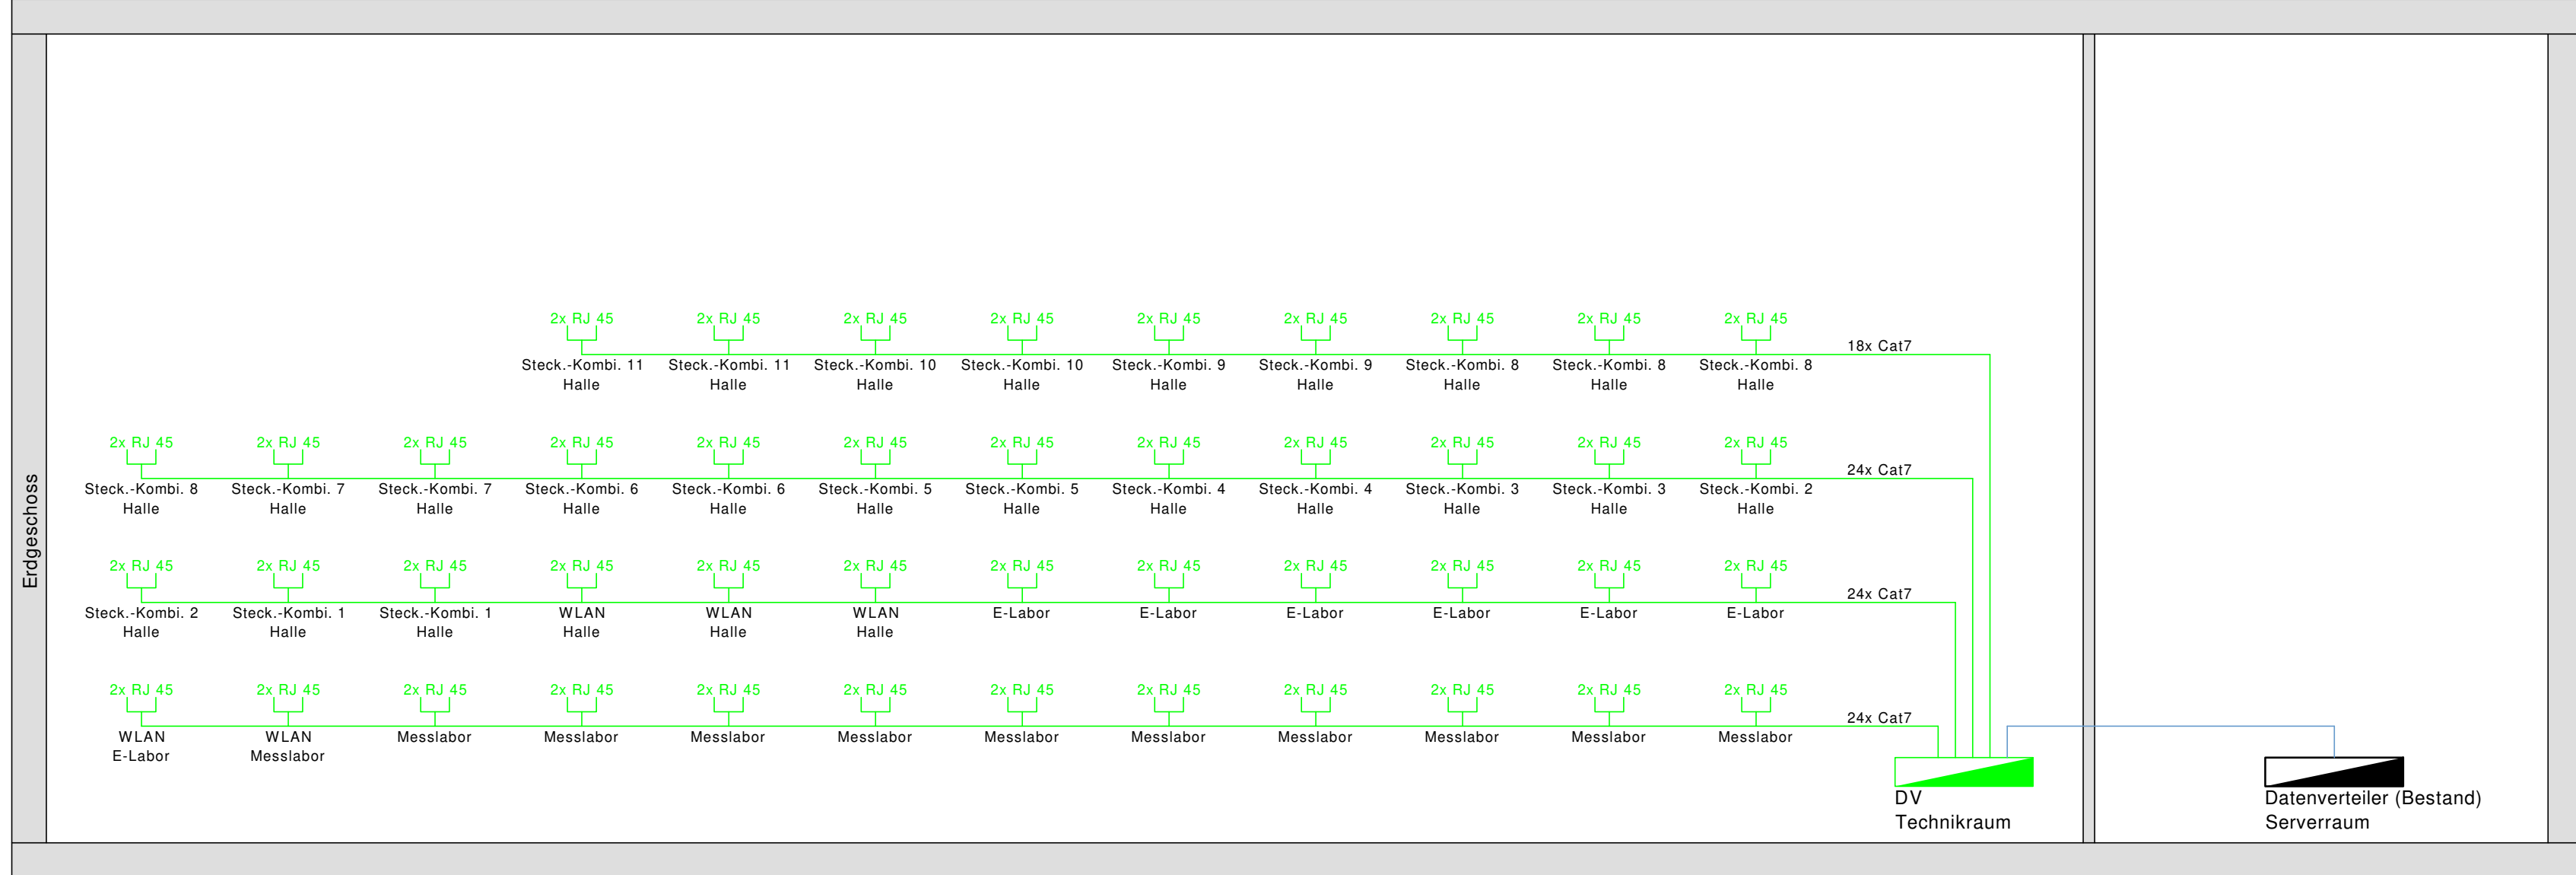 2x RJ 45 2x RJ 45 2x RJ 45 2x RJ 45 2x RJ 45 2x RJ 45 2x RJ 45 2x RJ 45 2x RJ 45
18x Cat7
Steck.-Kombi. 11 Steck.-Kombi. 11 Steck.-Kombi. 10 Steck.-Kombi. 10 Steck.-Kombi. 9 Steck.-Kombi. 9 Steck.-Kombi. 8 Steck.-Kombi. 8 Steck.-Kombi. 8
Halle Halle Halle Halle Halle Halle Halle Halle Halle
2x RJ 45 2x RJ 45 2x RJ 45 2x RJ 45 2x RJ 45 2x RJ 45 2x RJ 45 2x RJ 45 2x RJ 45 2x RJ 45 2x RJ 45 2x RJ 45
24x Cat7
Steck.-Kombi. 8 Steck.-Kombi. 7 Steck.-Kombi. 7 Steck.-Kombi. 6 Steck.-Kombi. 6 Steck.-Kombi. 5 Steck.-Kombi. 5 Steck.-Kombi. 4 Steck.-Kombi. 4 Steck.-Kombi. 3 Steck.-Kombi. 3 Steck.-Kombi. 2
Halle Halle Halle Halle Halle Halle Halle Halle Halle Halle Halle Halle
Erdgeschoss
2x RJ 45 2x RJ 45 2x RJ 45 2x RJ 45 2x RJ 45 2x RJ 45 2x RJ 45 2x RJ 45 2x RJ 45 2x RJ 45 2x RJ 45 2x RJ 45
24x Cat7
Steck.-Kombi. 2 Steck.-Kombi. 1 Steck.-Kombi. 1 WLAN WLAN WLAN E-Labor E-Labor E-Labor E-Labor E-Labor E-Labor
Halle Halle Halle Halle Halle Halle
2x RJ 45 2x RJ 45 2x RJ 45 2x RJ 45 2x RJ 45 2x RJ 45 2x RJ 45 2x RJ 45 2x RJ 45 2x RJ 45 2x RJ 45 2x RJ 45
24x Cat7
WLAN WLAN Messlabor Messlabor Messlabor Messlabor Messlabor Messlabor Messlabor Messlabor Messlabor Messlabor
E-Labor Messlabor
DV
Technikraum
Datenverteiler (Bestand)
Serverraum